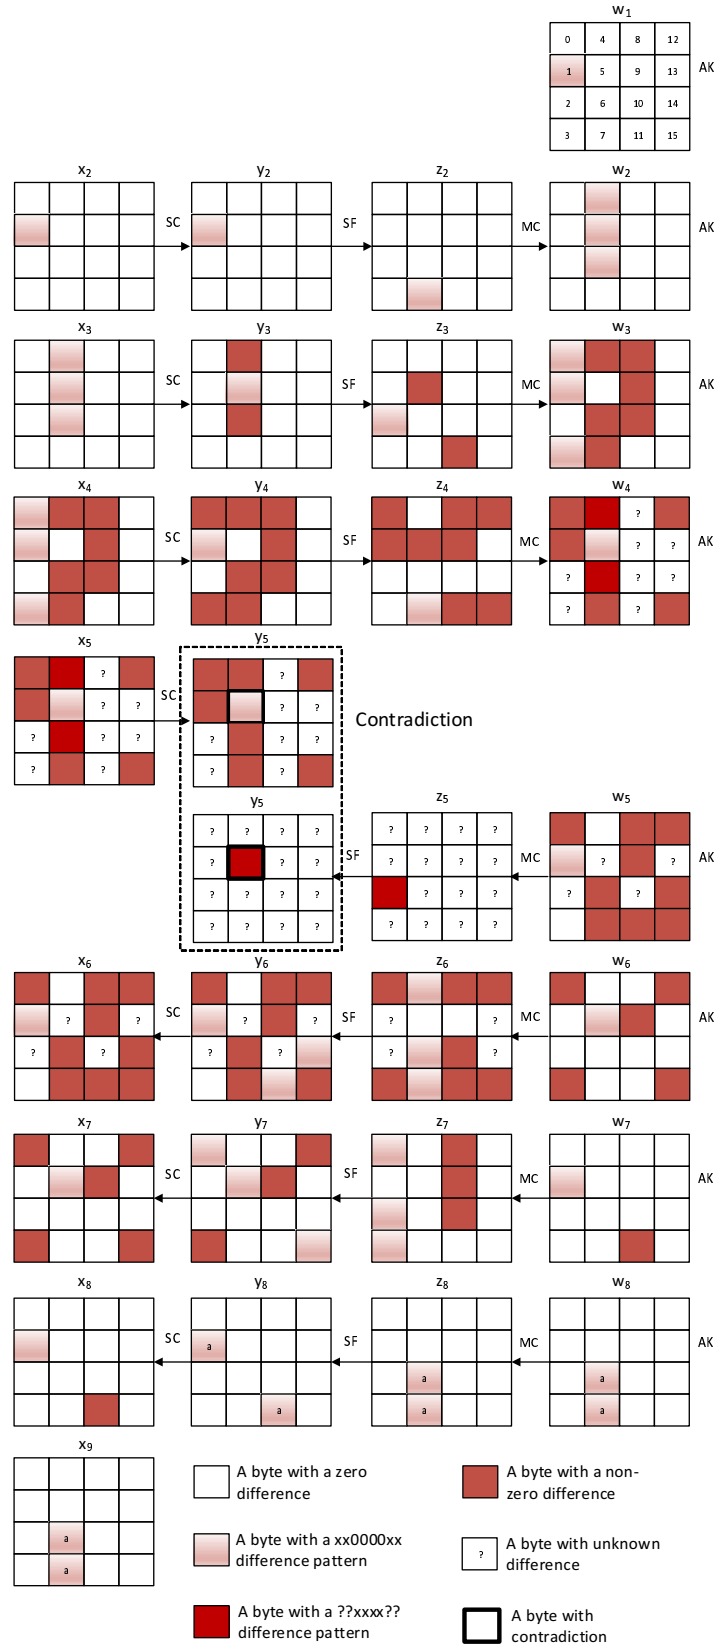 w1
0 4 8 12
1 5 9 13 AK
2 6 10 14
3 7 11 15
x2 y2 z2 w2
SC SF MC AK
x3 y3 z3 w3
SC SF MC AK
x4 y4 z4 w4
SC SF MC AK
?
? ?
? ? ?
? ?
x5 y5
SC
? ?
? ? ? ?
? ? ? ? ? ?
? ? ? ?
Contradiction
y5 z5 w5
SF MC AK
? ? ? ? ? ? ? ?
? ? ? ? ? ? ? ? ?
? ? ? ? ? ? ? ? ?
? ? ? ? ? ? ? ?
x6 y6 z6 w6
SC SF MC AK
? ? ? ? ? ?
? ? ? ? ? ?
x7 y7 z7 w7
SC SF MC AK
x8 y8 z8 w8
SC SF MC AK
a
a a
a a a
x9
a
a
A byte with a zero
difference
A byte with a non-
zero difference
A byte with a xx0000xx
difference pattern
? A byte with unknown
difference
A byte with a ??xxxx??
difference pattern
A byte with
contradiction